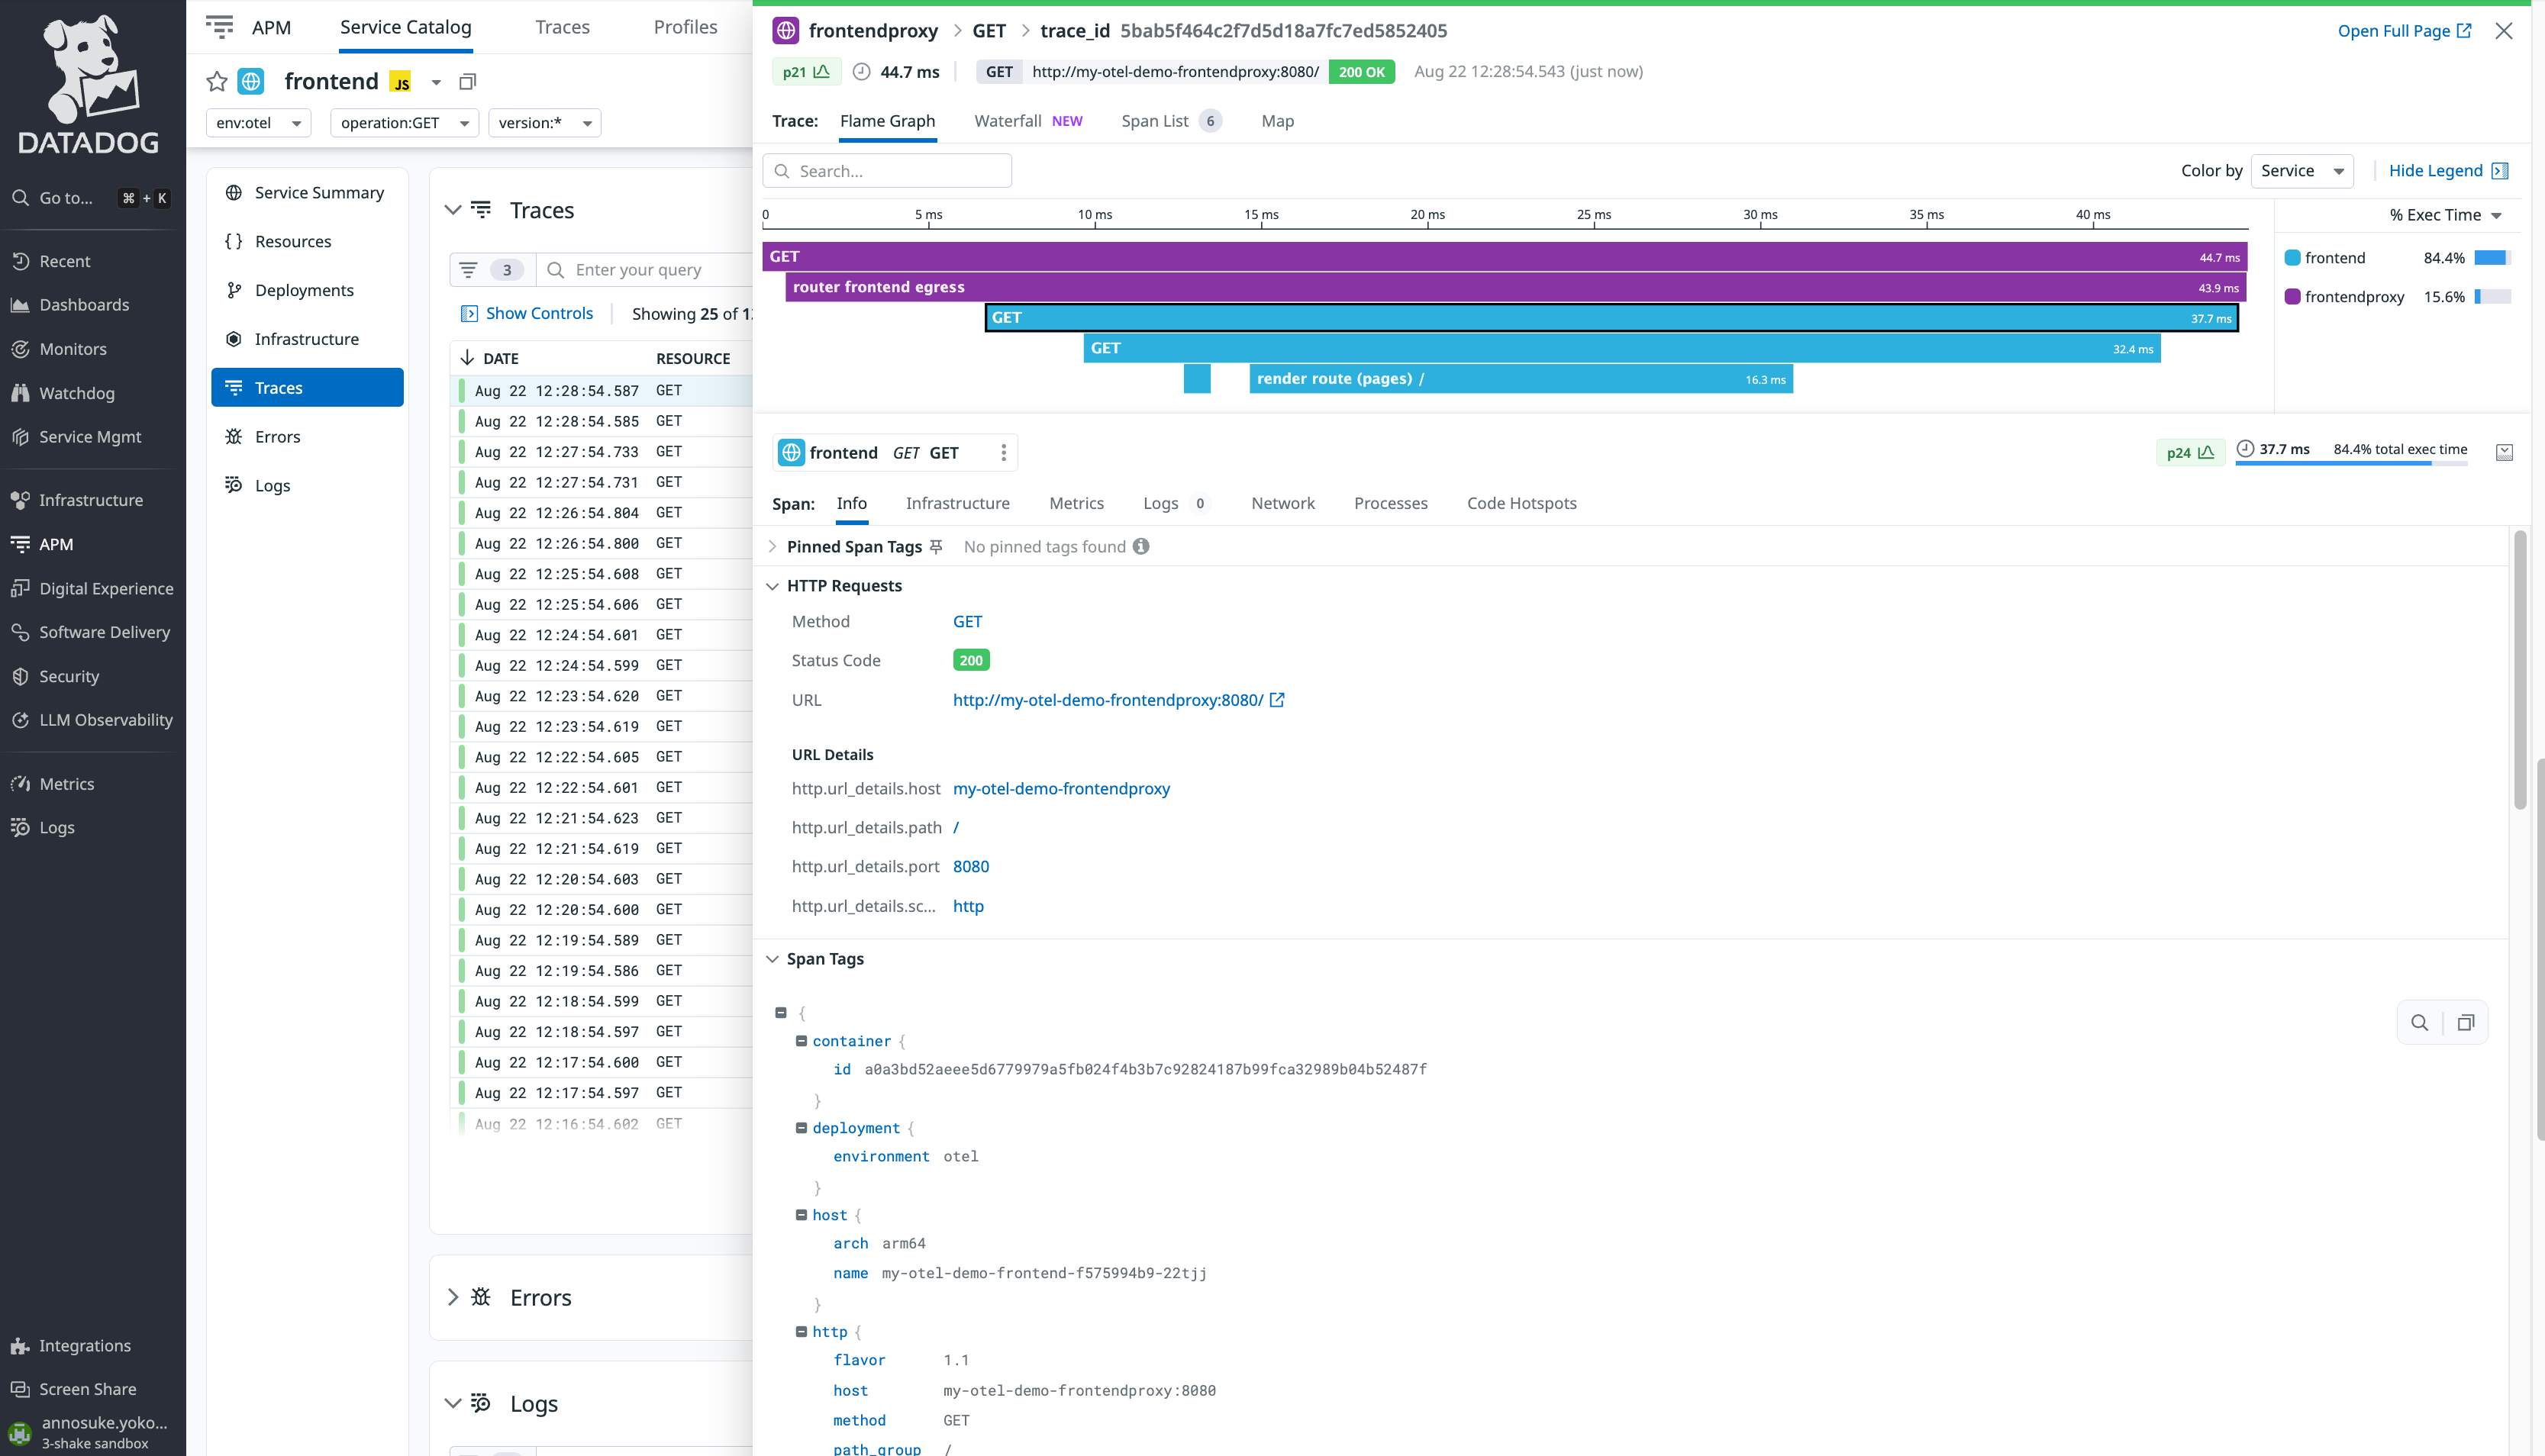 DATADOG
Go to... ⌘ + K
Recent
Dashboards
Monitors
Watchdog
Service Mgmt
Infrastructure
APM
Digital Experience
Software Delivery
Security
LLM Observability
Metrics
Logs
Integrations
Screen Share
annosuke.yoko...
3-shake sandbox
APM Service Catalog Traces Profiles
frontend JS
env:otel operation:GET version:*
Service Summary
Resources
Deployments
Infrastructure
Traces
Errors
Logs
Traces
3 Enter your query
Show Controls Showing 25 of
DATE RESOURCE
Aug 22 12:28:54.587 GET
Aug 22 12:28:54.585 GET
Aug 22 12:27:54.733 GET
Aug 22 12:27:54.731 GET
Aug 22 12:26:54.804 GET
Aug 22 12:26:54.800 GET
Aug 22 12:25:54.608 GET
Aug 22 12:25:54.606 GET
Aug 22 12:24:54.601 GET
Aug 22 12:24:54.599 GET
Aug 22 12:23:54.620 GET
Aug 22 12:23:54.619 GET
Aug 22 12:22:54.605 GET
Aug 22 12:22:54.601 GET
Aug 22 12:21:54.623 GET
Aug 22 12:21:54.619 GET
Aug 22 12:20:54.603 GET
Aug 22 12:20:54.600 GET
Aug 22 12:19:54.589 GET
Aug 22 12:19:54.586 GET
Aug 22 12:18:54.599 GET
Aug 22 12:18:54.597 GET
Aug 22 12:17:54.600 GET
Aug 22 12:17:54.597 GET
Aug 22 12:16:54.602 GET
Errors
Logs
frontendproxy > GET > trace_id 5bab5f464c2f7d5d18a7fc7ed5852405 Open Full Page
p21 44.7 ms GET http://my-otel-demo-frontendproxy:8080/ 200 OK Aug 22 12:28:54.543 (just now)
Trace: Flame Graph Waterfall NEW Span List 6 Map
Search... Color by Service Hide Legend
0 5 ms 10 ms 15 ms 20 ms 25 ms 30 ms 35 ms 40 ms
% Exec Time
GET 44.7 ms
router frontend egress 43.9 ms
GET 37.7 ms
GET 32.4 ms
render route (pages) / 16.3 ms
frontend 84.4%
frontendproxy 15.6%
frontend GET GET
p24 37.7 ms 84.4% total exec time
Span: Info Infrastructure Metrics Logs 0 Network Processes Code Hotspots
Pinned Span Tags No pinned tags found
HTTP Requests
Method GET
Status Code 200
URL http://my-otel-demo-frontendproxy:8080/
URL Details
http.url_details.host my-otel-demo-frontendproxy
http.url_details.path /
http.url_details.port 8080
http.url_details.sc... http
Span Tags
{
container {
id a0a3bd52aeee5d6779979a5fb024f4b3b7c92824187b99fca32989b04b52487f
}
deployment {
environment otel
}
host {
arch arm64
name my-otel-demo-frontend-f575994b9-22tjj
}
http {
flavor 1.1
host my-otel-demo-frontendproxy:8080
method GET
path_group /